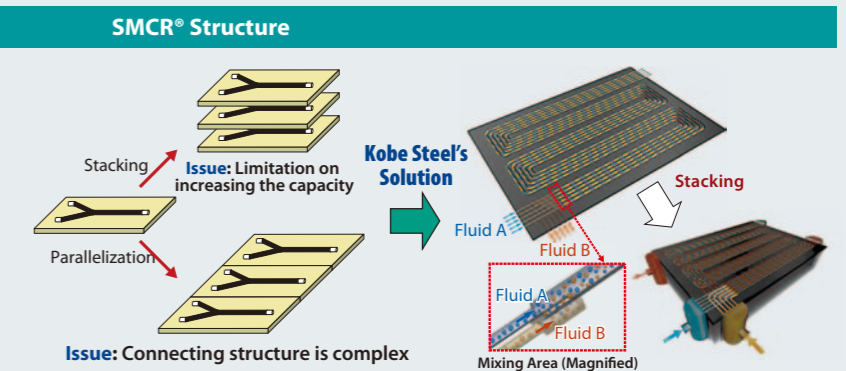 SMCR® Structure
Stacking
Issue: Limitation on
increasing the capacity
Parallelization
Issue: Connecting structure is complex
Kobe Steel's
Solution
Fluid A
Fluid B
Stacking
Fluid A
Fluid B
Mixing Area (Magnified)